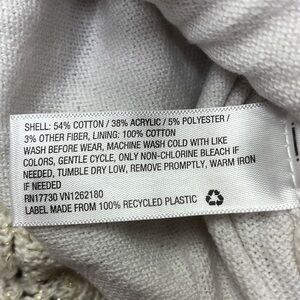 SHELL: 54% COTTON / 38% ACRYLIC / 5% POLYESTER /
3% OTHER FIBER, LINING: 100% COTTON
WASH BEFORE WEAR, MACHINE WASH COLD WITH LIKE
COLORS, GENTLE CYCLE, ONLY NON-CHLORINE BLEACH IF
NEEDED, TUMBLE DRY LOW, REMOVE PROMPTLY, WARM IRON
IF NEEDED
RN17730 VN1262180
LABEL MADE FROM 100% RECYCLED PLASTIC